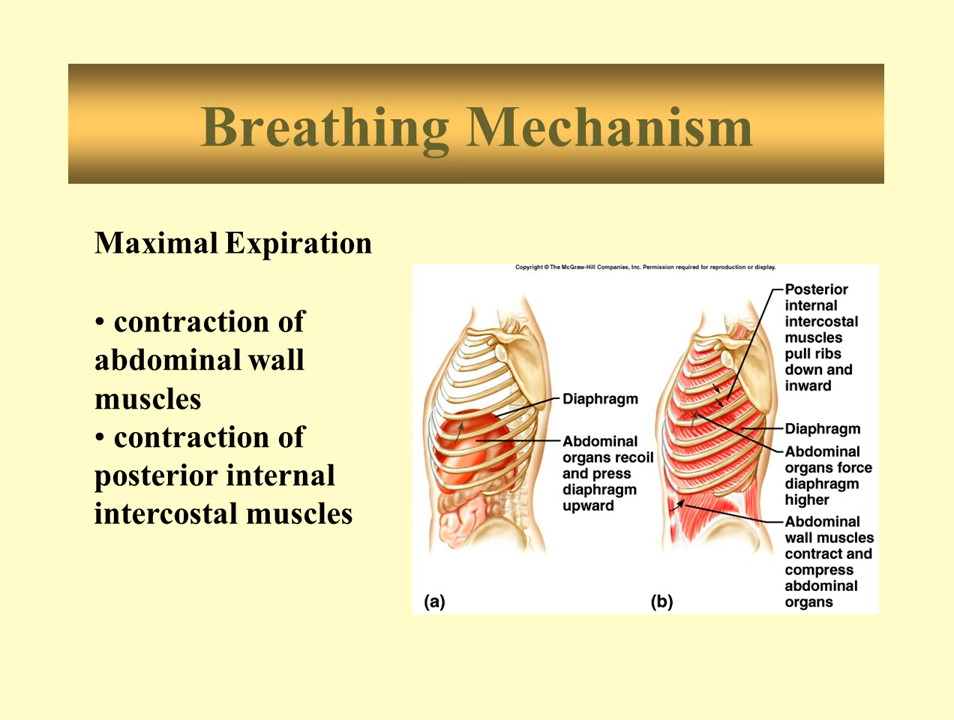 Breathing Mechanism
Maximal Expiration
• contraction of
abdominal wall
muscles
• contraction of
posterior internal
intercostal muscles
Copyright © The McGraw-Hill Companies, Inc. Permission required for reproduction or display.
Diaphragm
Abdominal
organs recoil
and press
diaphragm
upward
(a)
Posterior
internal
intercostal
muscles
pull ribs
down and
inward
Diaphragm
Abdominal
organs force
diaphragm
higher
Abdominal
wall muscles
contract and
compress
abdominal
organs
(b)